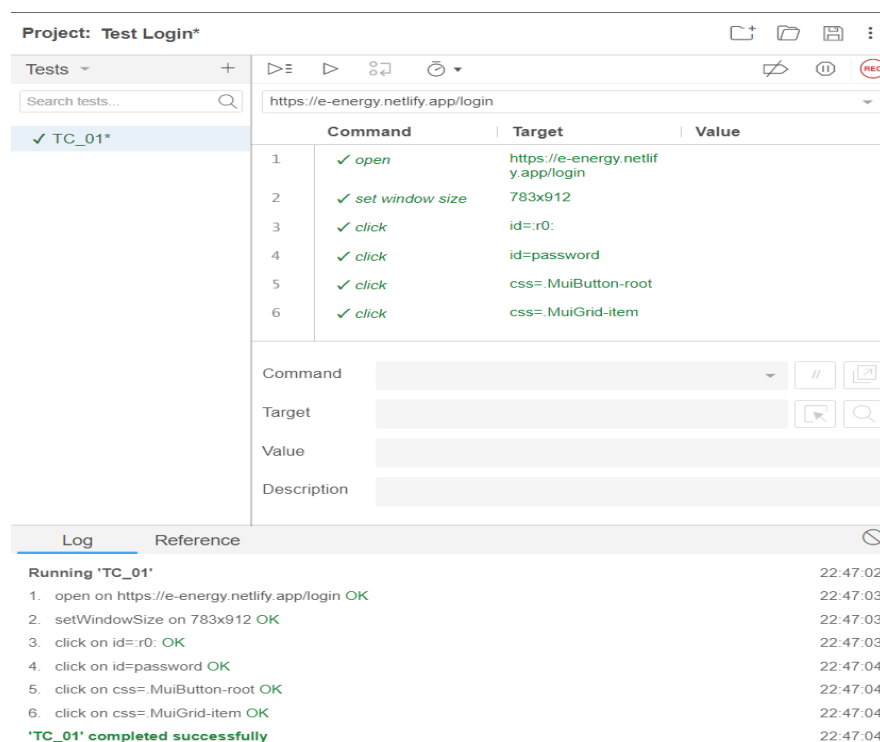 Project: Test Login*
Tests
Search tests...
✓ TC_01*
REC
https://e-energy.netlify.app/login
Command Target Value
1 ✓ open https://e-energy.netlif
y.app/login
2 ✓ set window size 783x912
3 ✓ click id=:r0:
4 ✓ click id=password
5 ✓ click css=.MuiButton-root
6 ✓ click css=.MuiGrid-item
Command //
Target
Value
Description
Log Reference
Running 'TC_01' 22:47:02
1. open on https://e-energy.netlify.app/login OK 22:47:03
2. setWindowSize on 783x912 OK 22:47:03
3. click on id=:r0: OK 22:47:03
4. click on id=password OK 22:47:04
5. click on css=.MuiButton-root OK 22:47:04
6. click on css=.MuiGrid-item OK 22:47:04
'TC_01' completed successfully 22:47:04